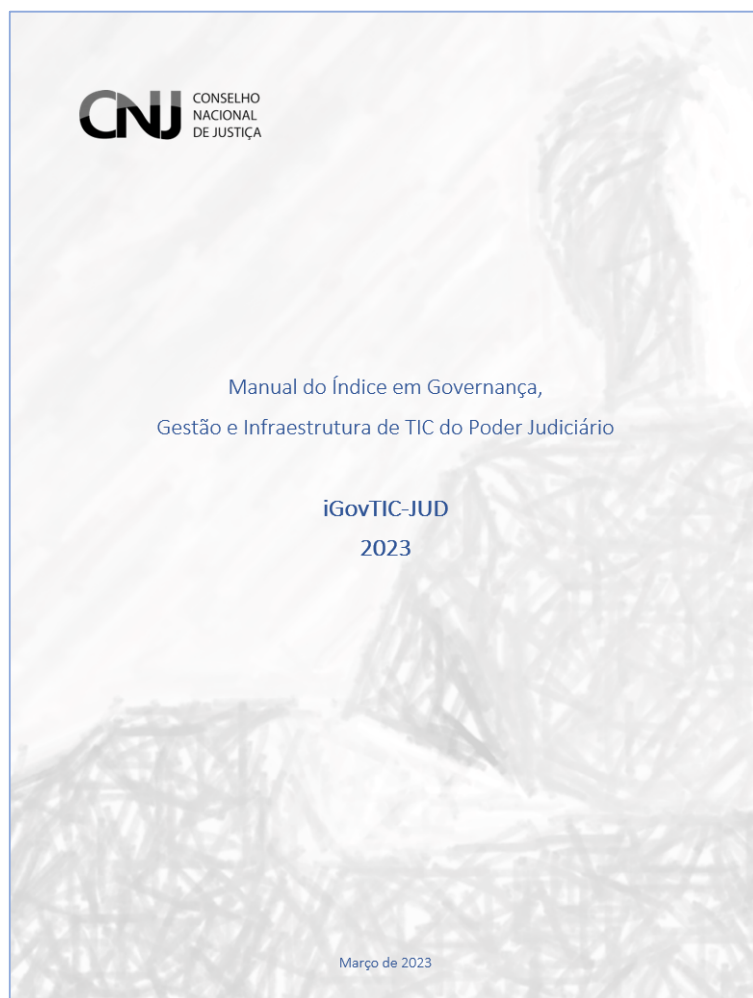 CNJ
CONSELHO
NACIONAL
DE JUSTIÇA
Manual do Índice em Governança,
Gestão e Infraestrutura de TIC do Poder Judiciário
iGovTIC-JUD
2023
Março de 2023